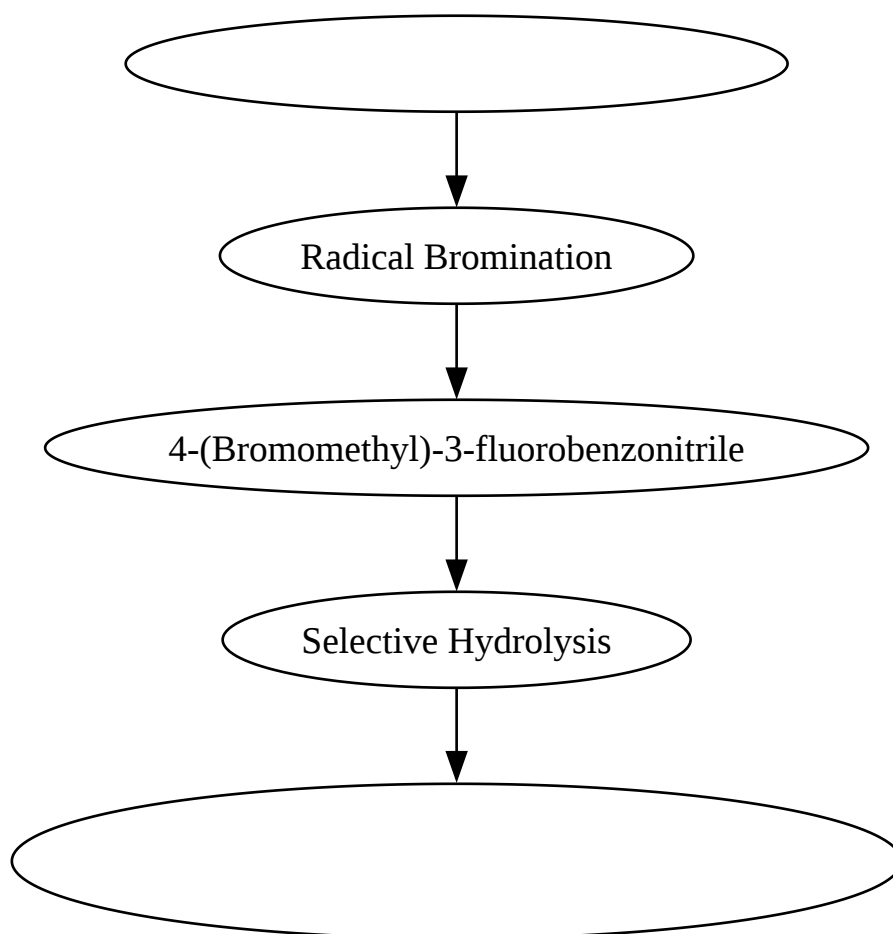 Radical Bromination
4-(Bromomethyl)-3-fluorobenzonitrile
Selective Hydrolysis